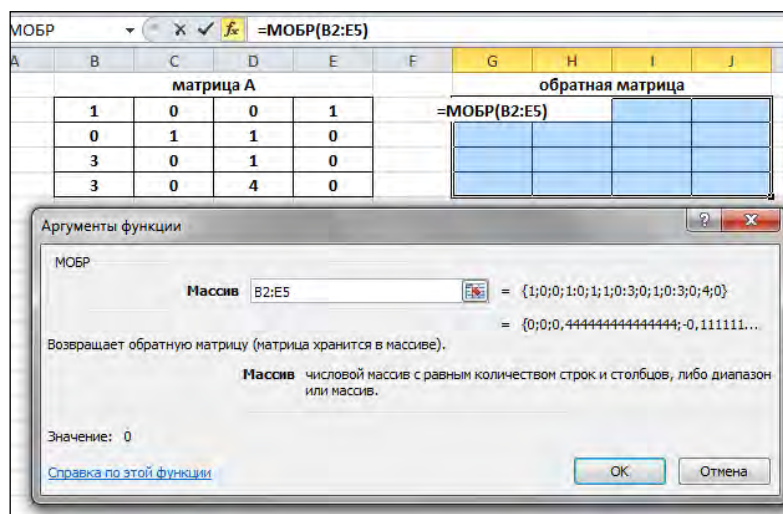 МОБР =МОБР(B2:E5)
A B C D E F G H I J
матрица А обратная матрица
1 0 0 1 =МОБР(B2:E5)
0 1 1 0
3 0 1 0
3 0 4 0
Аргументы функции
МОБР
Массив B2:E5 = {1;0;0;1:0;1;1;0:3;0;1;0:3;0;4;0}
= {0;0;0,444444444444444;-0,111111...
Возвращает обратную матрицу (матрица хранится в массиве).
Массив числовой массив с равным количеством строк и столбцов, либо диапазон
или массив.
Значение: 0
Справка по этой функции OK Отмена